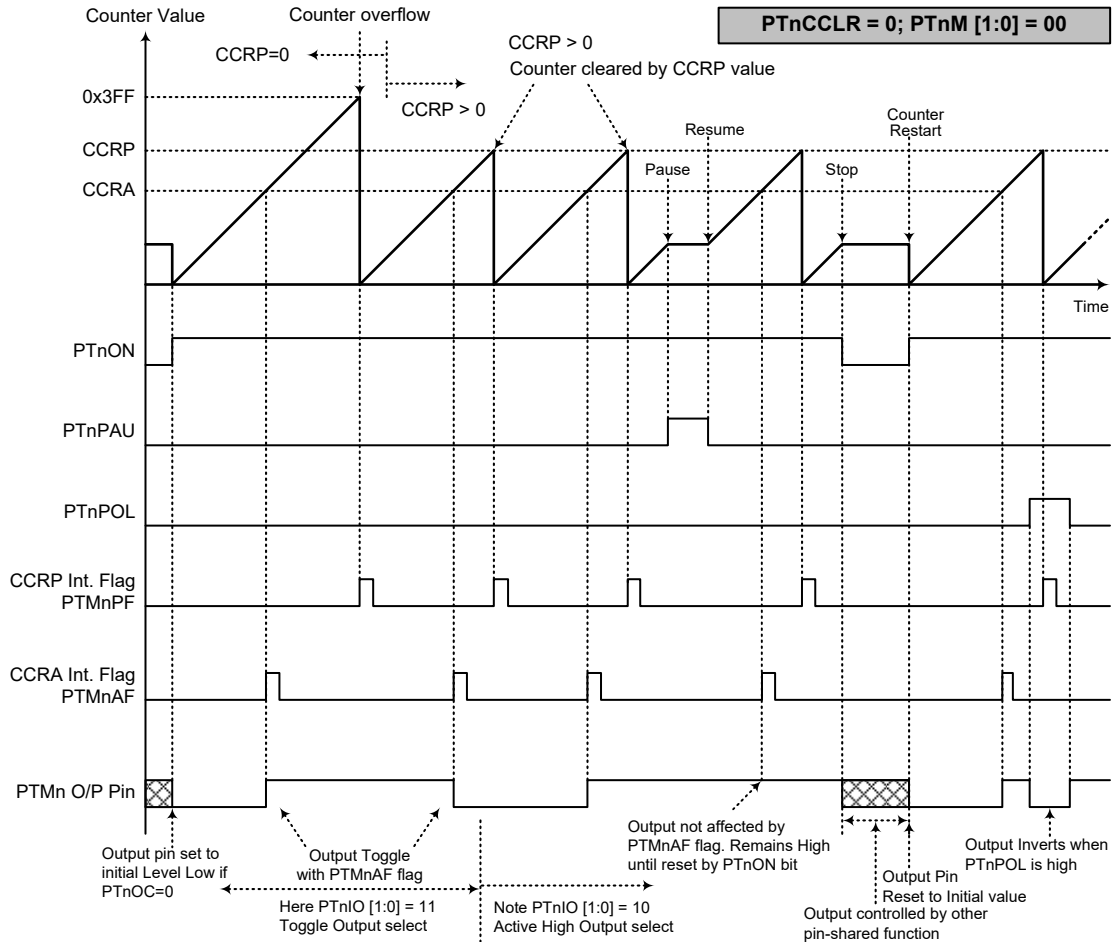 Counter Value
Counter overflow
PTnCCLR = 0; PTnM [1:0] = 00
CCRP=0
CCRP > 0
CCRP > 0
Counter cleared by CCRP value
0x3FF
CCRP
CCRA
Pause
Resume
Stop
Counter
Restart
Time
PTnON
PTnPAU
PTnPOL
CCRP Int. Flag
PTMnPF
CCRA Int. Flag
PTMnAF
PTMn O/P Pin
Output pin set to
initial Level Low if
PTnOC=0
Output Toggle
with PTMnAF flag
Here PTnIO [1:0] = 11
Toggle Output select
Note PTnIO [1:0] = 10
Active High Output select
Output not affected by
PTMnAF flag. Remains High
until reset by PTnON bit
Output Pin
Reset to Initial value
Output controlled by other
pin-shared function
Output Inverts when
PTnPOL is high